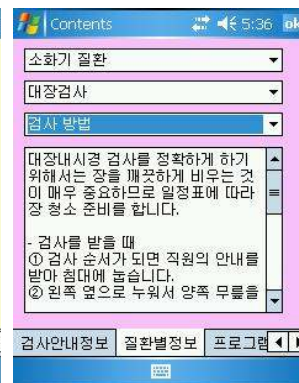 Contents
5:36
ok
소화기 질환
대장검사
검사 방법
대장내시경 검사를 정확하게 하기
위해서는 장을 깨끗하게 비우는 것
이 매우 중요하므로 일정표에 따라
장 청소 준비를 합니다.
- 검사를 받을 때
① 검사 순서가 되면 직원의 안내를
받아 침대에 눕습니다.
② 왼쪽 옆으로 누워서 양쪽 무릎을
검사안내정보 질환별정보 프로그램